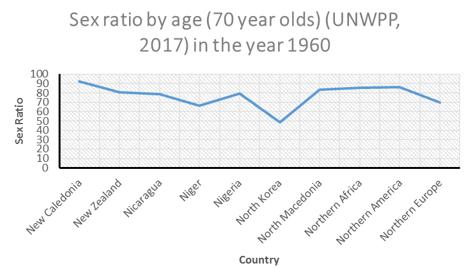 Sex ratio by age (70 year olds) (UNWPP,
2017) in the year 1960
100
90
80
70
60
50
40
30
20
10
0
Sex Ratio
New Caledonia
New Zealand
Nicaragua
Niger
Nigeria
North Korea
North Macedonia
Northern Africa
Northern America
Northern Europe
Country